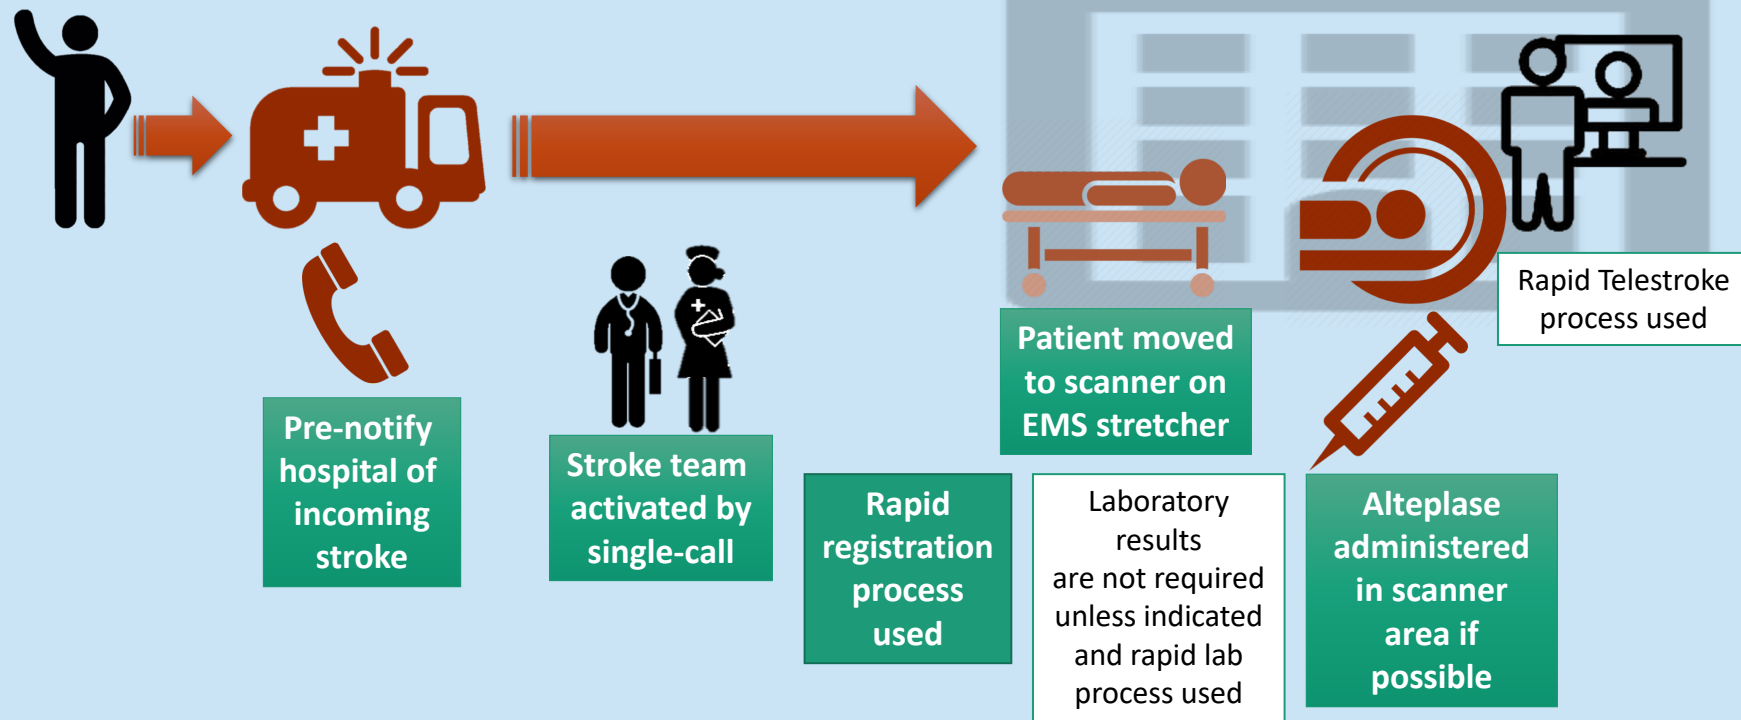 Pre-notify
hospital of
incoming
stroke
Stroke team
activated by
single-call
Rapid
registration
process
used
Patient moved
to scanner on
EMS stretcher
Laboratory
results
are not required
unless indicated
and rapid lab
process used
Alteplase
administered
in scanner
area if
possible
Rapid Telestroke
process used